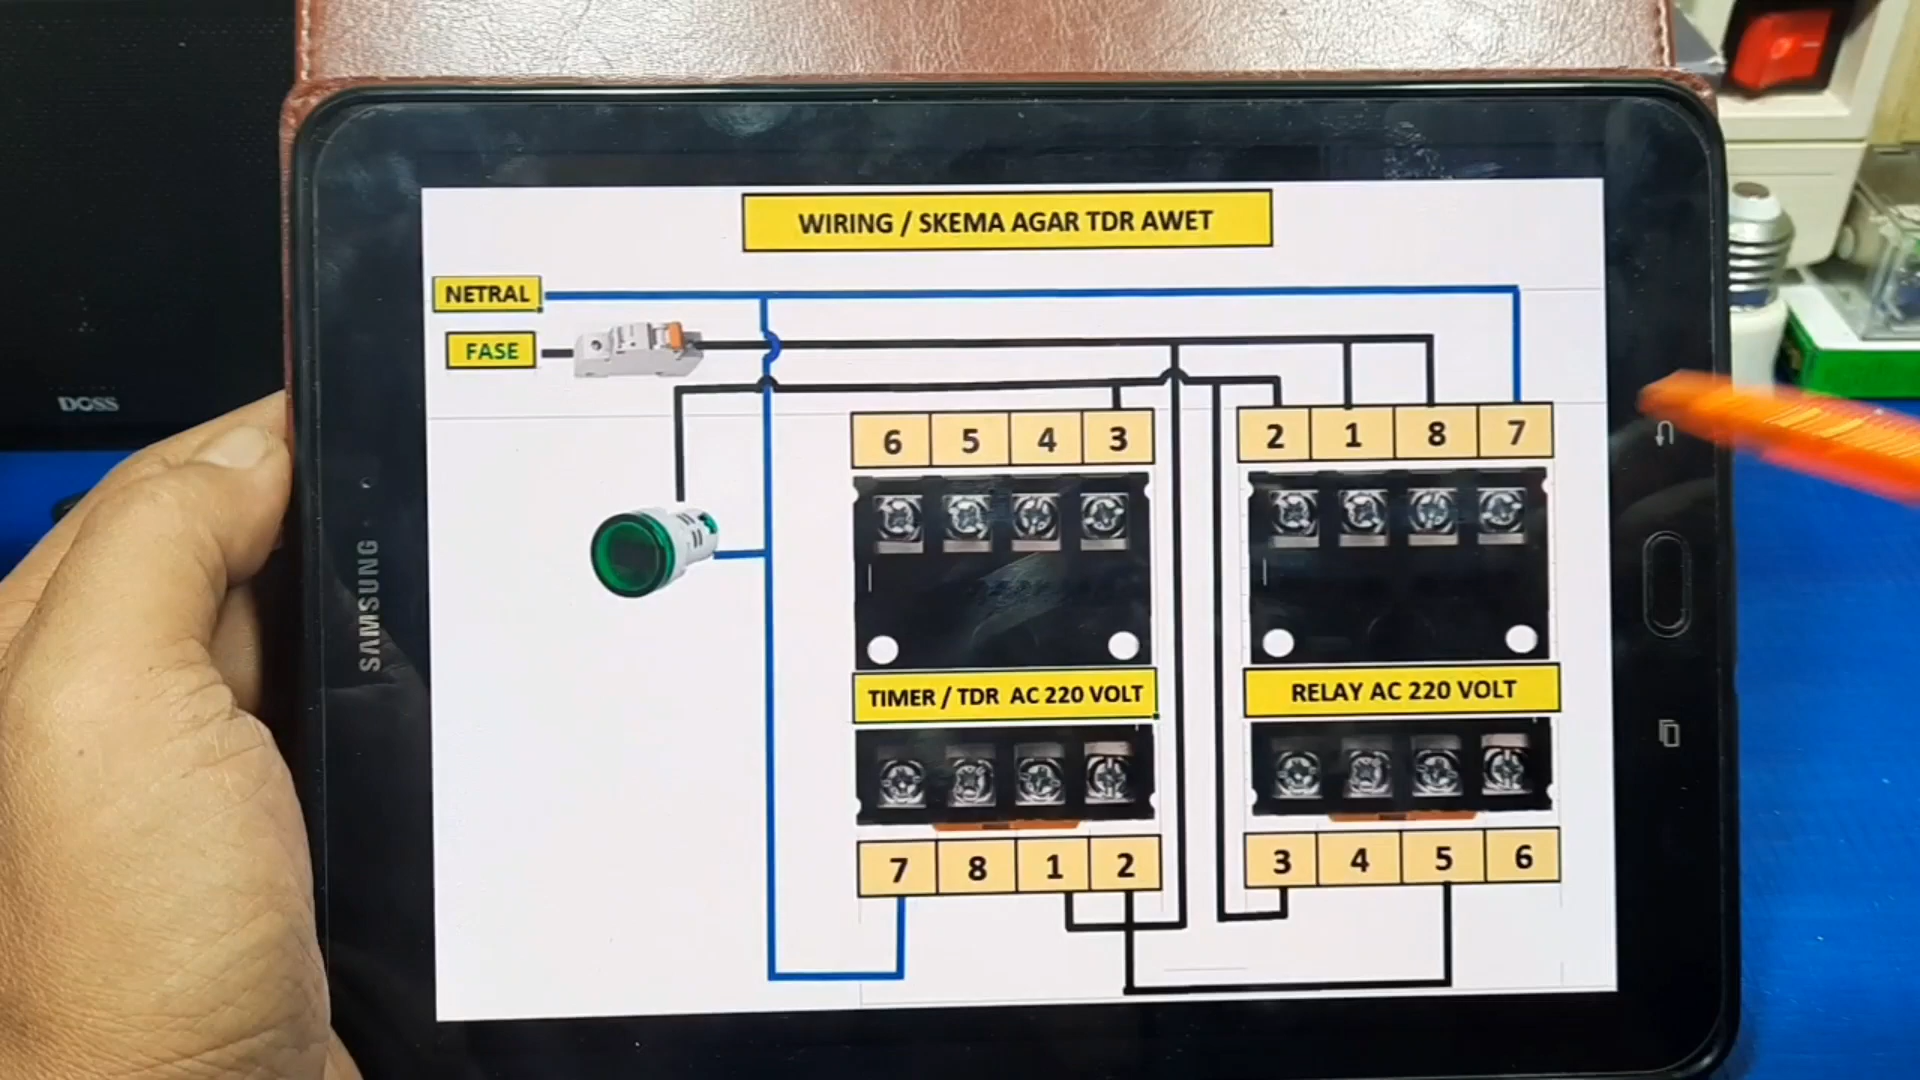 WIRING / SKEMA AGAR TDR AWET
NETRAL
FASE
DOSS
SAMSUNG
6 5 4 3
2 1 8 7
TIMER / TDR AC 220 VOLT
RELAY AC 220 VOLT
7 8 1 2
3 4 5 6